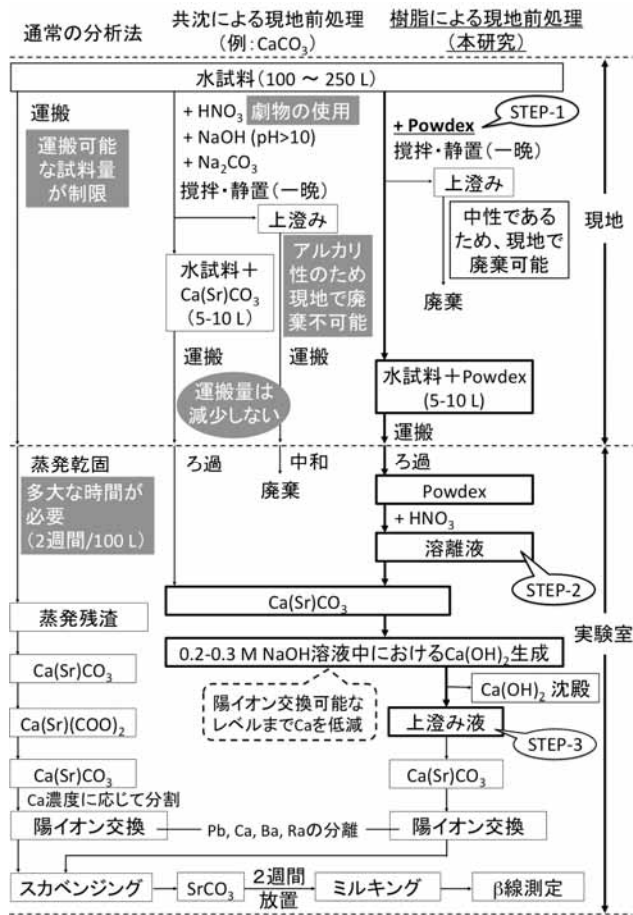 通常の分析法
共沈による現地前処理
(例：CaCO3)
樹脂による現地前処理
(本研究)
水試料(100 ～ 250 L)
運搬
運搬可能
な試料量
が制限
+ HNO3 劇物の使用
+ NaOH (pH>10)
+ Na2CO3
撹拌・静置(一晩)
上澄み
水試料＋
Ca(Sr)CO3
(5-10 L)
アルカリ
性のため
現地で廃
棄不可能
運搬
運搬
運搬量は
減少しない
STEP-1
+ Powdex
撹拌・静置(一晩)
上澄み
中性である
ため、現地で
廃棄可能
廃棄
水試料＋Powdex
(5-10 L)
運搬
現地
蒸発乾固
多大な時間が
必要
(2週間/100 L)
ろ過
中和
廃棄
ろ過
Powdex
+ HNO3
溶離液
STEP-2
Ca(Sr)CO3
蒸発残渣
実験室
0.2-0.3 M NaOH溶液中におけるCa(OH)2生成
Ca(Sr)CO3
陽イオン交換可能な
レベルまでCaを低減
Ca(OH)2 沈殿
上澄み液
STEP-3
Ca(Sr)(COO)2
Ca(Sr)CO3
Ca(Sr)CO3
Ca濃度に応じて分割
陽イオン交換
Pb, Ca, Ba, Raの分離
陽イオン交換
スカベンジング
SrCO3
２週間
放置
ミルキング
β線測定